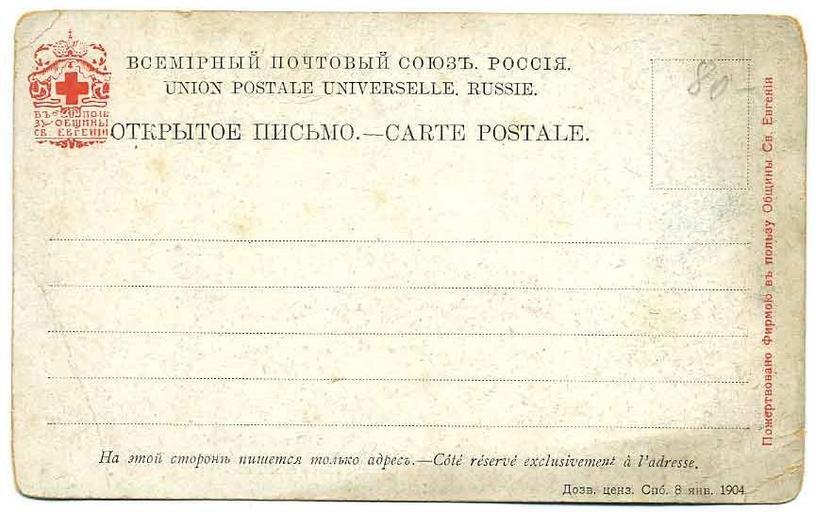 ВСЕМІРНЫЙ ПОЧТОВЫЙ СОЮЗЪ. РОССІЯ.
UNION POSTALE UNIVERSELLE. RUSSIE.
ОТКРЫТОЕ ПИСЬМО.—CARTE POSTALE.
80-
ВЪ ПОЛЬ
ЗУ ОБЩИНЫ
СВ. ЕВГЕНІИ
Пожертвовано Фирмою въ пользу Общины Св. Евгеніи
На этой сторонѣ пишется только адресъ.—Côté réservé exclusivement à l'adresse.
Дозв. ценз. Спб. 8 янв. 1904